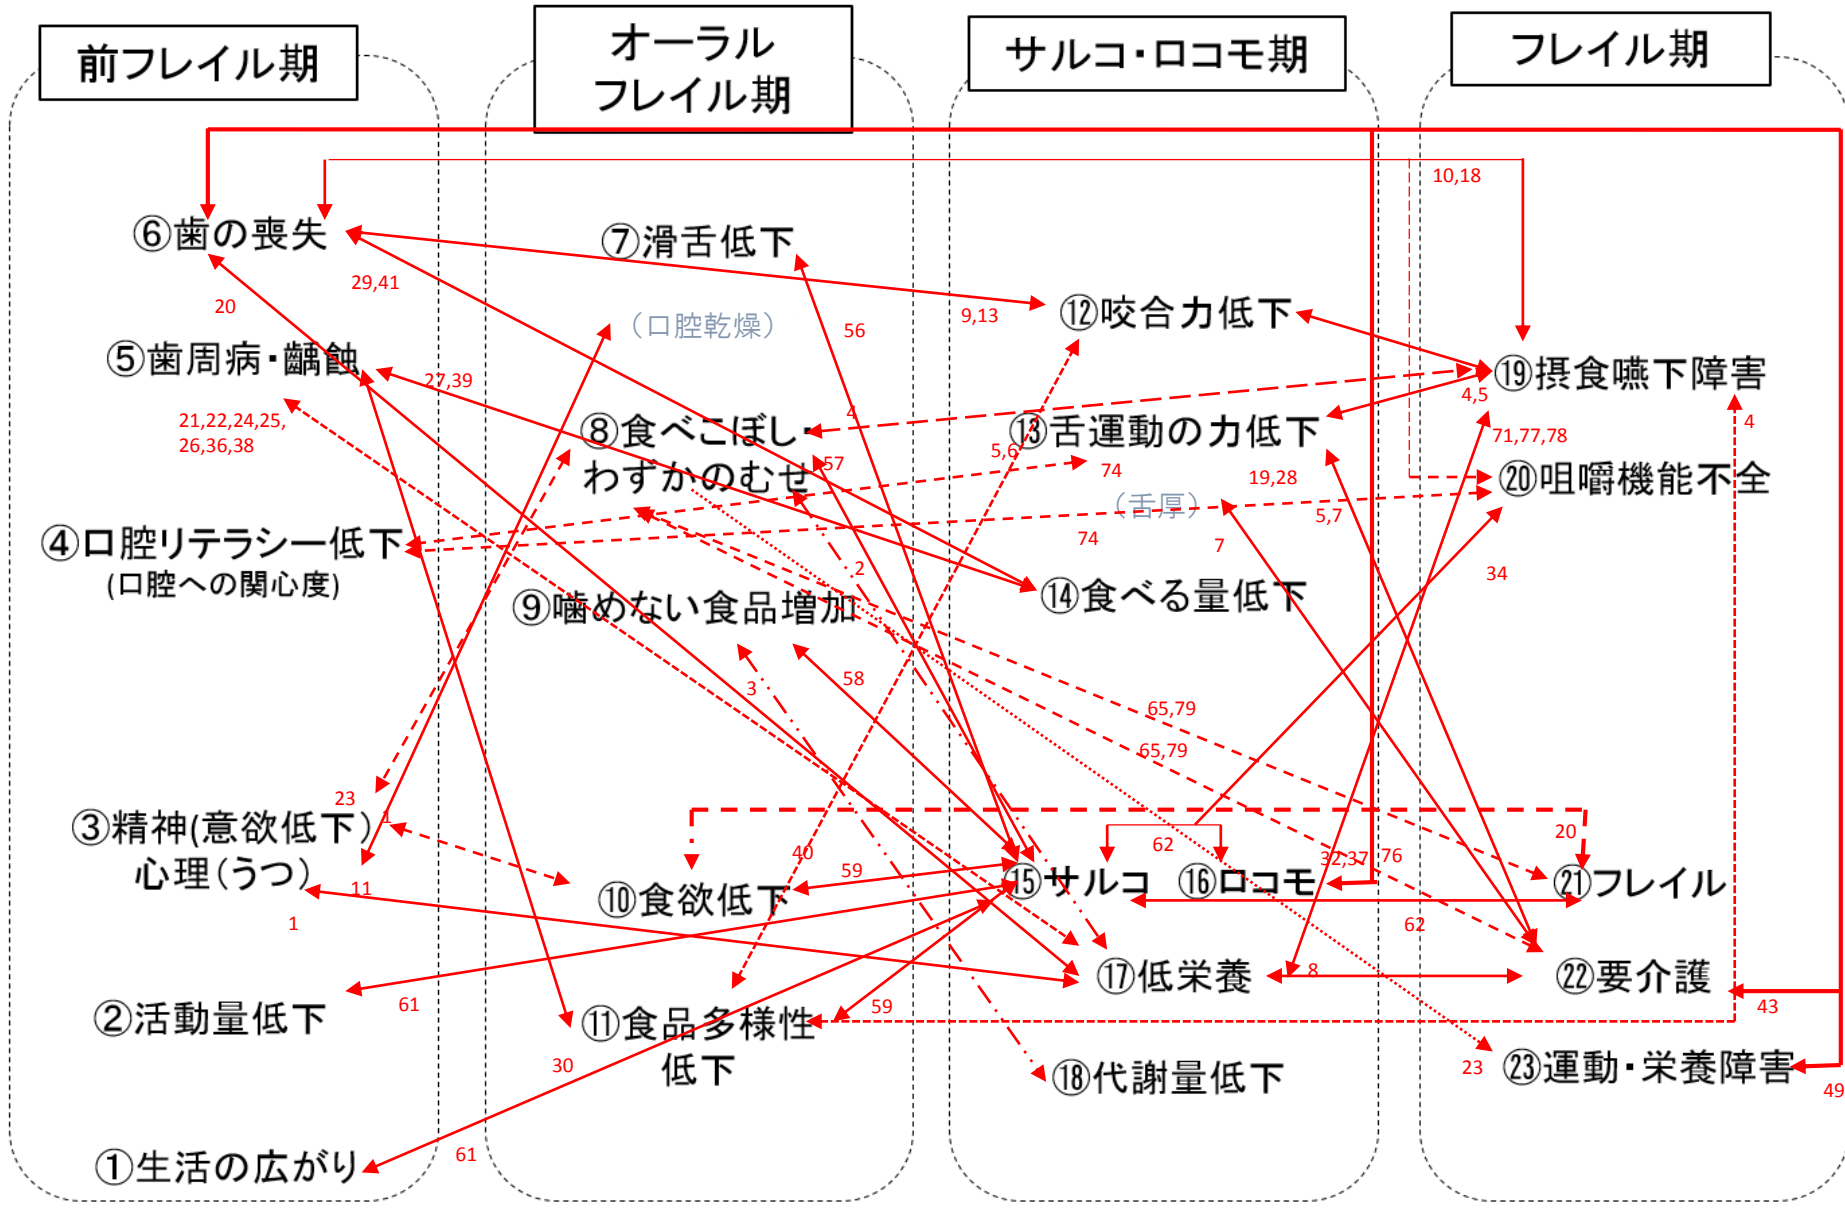 前フレイル期
オーラル
フレイル期
サルコ・ロコモ期
フレイル期
10,18
⑥歯の喪失
⑦滑舌低下
29,41
20
(口腔乾燥)
56
9,13
⑫咬合力低下
⑤歯周病・齲蝕
27,39
⑲摂食嚥下障害
4,5
21,22,24,25,
26,36,38
4
4
⑧食べこぼし・
わずかのむせ
57
⑬舌運動の力低下
5,6
74
71,77,78
19,28
⑳咀嚼機能不全
(舌厚)
5,7
④口腔リテラシー低下
(口腔への関心度)
74
7
2
34
⑨噛めない食品増加
⑭食べる量低下
3
58
65,79
65,79
23
1
③精神(意欲低下)
心理(うつ)
11
1
40
59
⑩食欲低下
62
⑮サルコ
⑯ロコモ
32,37
76
20
㉑フレイル
62
⑰低栄養
8
㉒要介護
43
②活動量低下
61
59
⑪食品多様性
低下
30
⑱代謝量低下
23
㉓運動・栄養障害
49
①生活の広がり
61